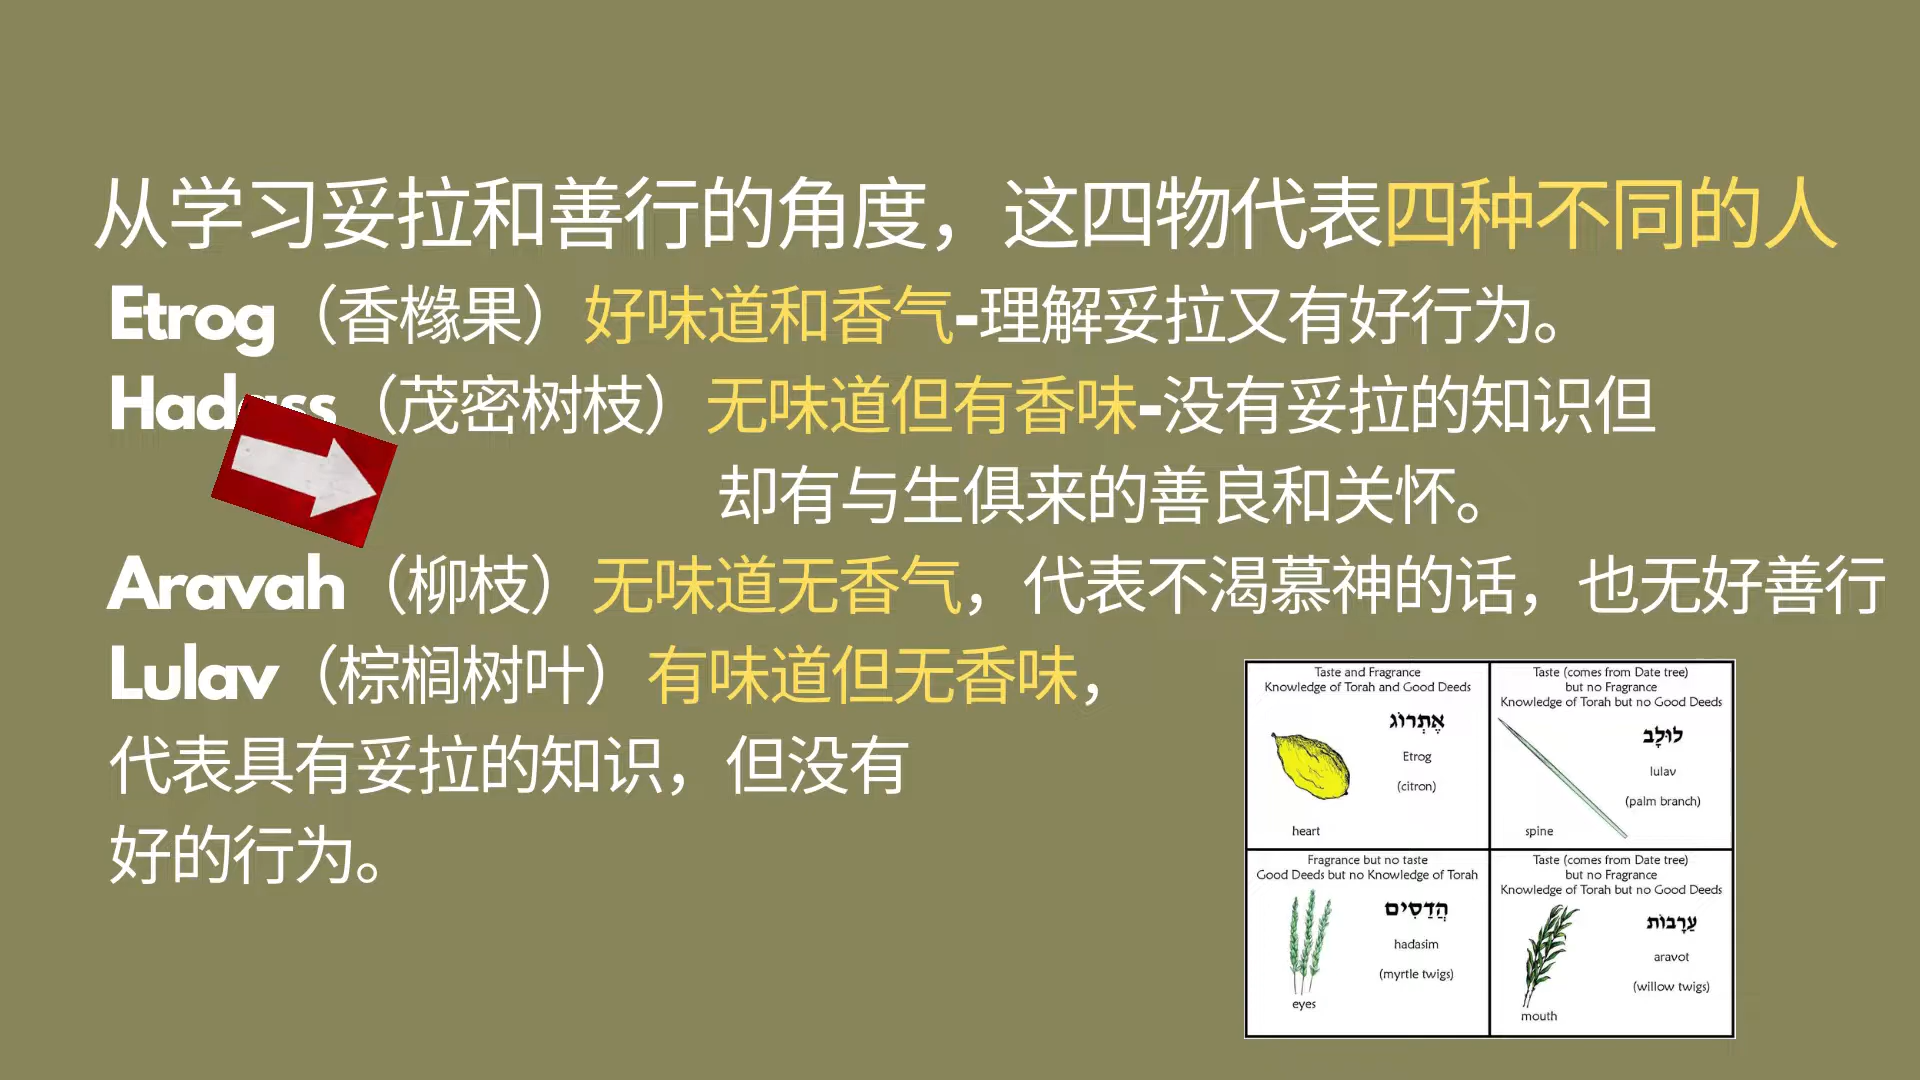 从学习妥拉和善行的角度，这四物代表四种不同的人
Etrog（香橼果）好味道和香气-理解妥拉又有好行为。
（茂密树枝）无味道但有香味-没有妥拉的知识但
却有与生俱来的善良和关怀。
Aravah（柳枝）无味道无香气，代表不渴慕神的话，也无好善行
Lulav（棕榈树叶）有味道但无香味，
代表具有妥拉的知识，但没有
好的行为。
Taste and Fragrance
Knowledge of Torah and Good Deeds
אֶתְרוֹג
Etrog
(citron)
heart
Taste (comes from Date tree)
but no Fragrance
Knowledge of Torah but no Good Deeds
לוּלָב
lulav
(palm branch)
spine
Fragrance but no taste
Good Deeds but no Knowledge of Torah
הֲדַסִים
hadasim
(myrtle twigs)
eyes
Taste (comes from Date tree)
but no Fragrance
Knowledge of Torah but no Good Deeds
עֲרָבוֹת
aravot
(willow twigs)
mouth